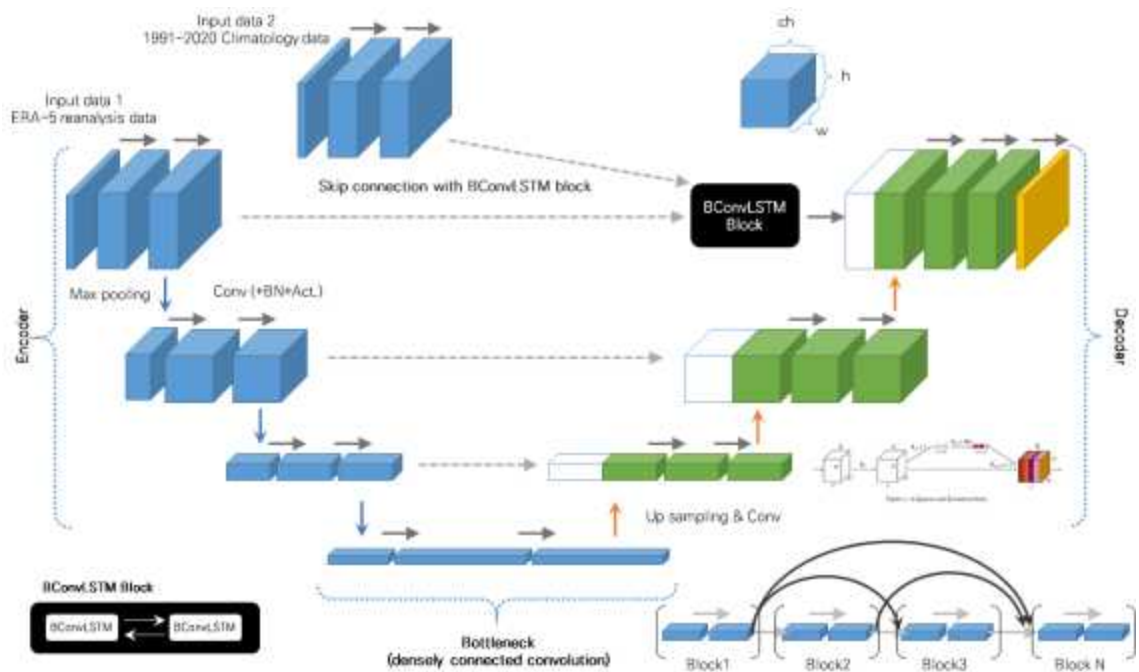 Input data 2
1991-2020 Climatology data
ch
h
w
Input data 1
ERA-5 reanalysis data
Skip connection with BConvLSTM block
BConvLSTM
Block
Max pooling
Conv (+BN+Act.)
Encoder
Decoder
Up sampling & Conv
BConvLSTM Block
BConvLSTM
BConvLSTM
Bottleneck
(densely connected convolution)
Block1
Block2
Block3
Block N